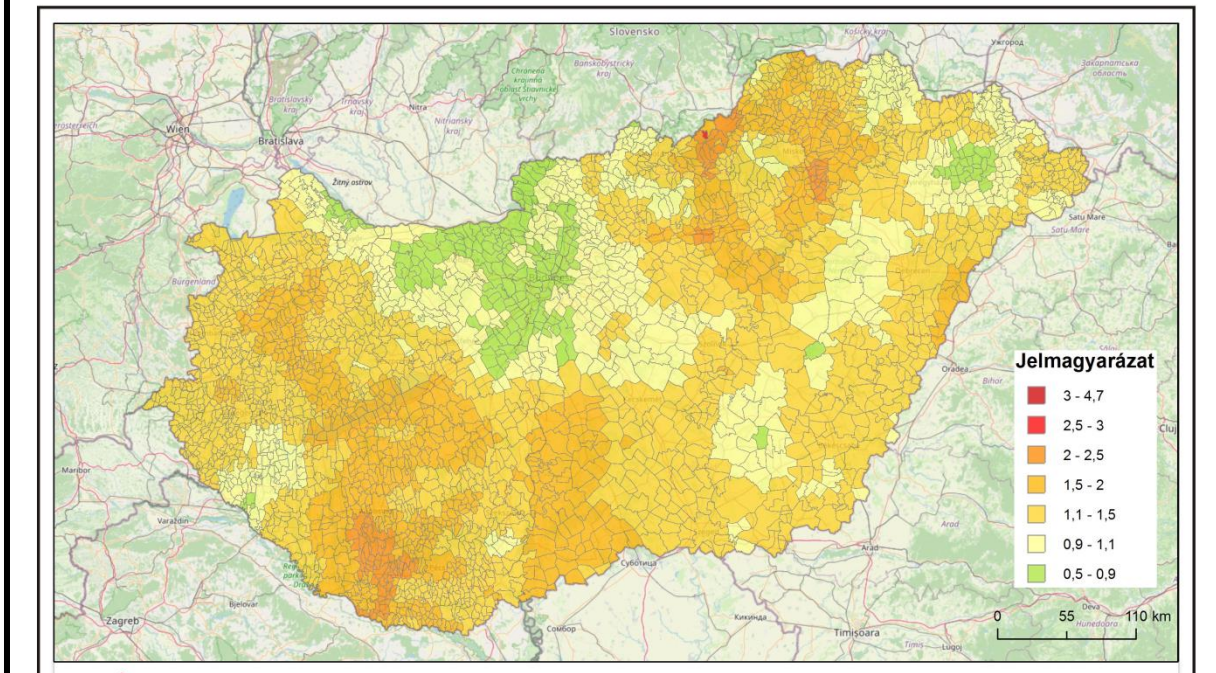 Slovensko
Košický kraj
Ужгород
Закарпатська
область
Banskobystrický
kraj
Chránená
krajinná
oblasť Štiavnické
vrchy
Bratislavský
kraj
Trnavský
kraj
Nitra
Nitriansky
kraj
Wien
Bratislava
Žitný ostrov
Satu Mare
Satu Mare
Burgenland
Oradea
Bihor
Cluj
Jelmagyarázat
3 - 4,7
2,5 - 3
2 - 2,5
1,5 - 2
1,1 - 1,5
0,9 - 1,1
0,5 - 0,9
Maribor
Varaždin
Bjelovar
Zagreb
Суботица
Сомбор
Кикинда
Arad
Arad
Timișoara
Timiș
Lugoj
Deva
Hunedoara
0 55 110 km